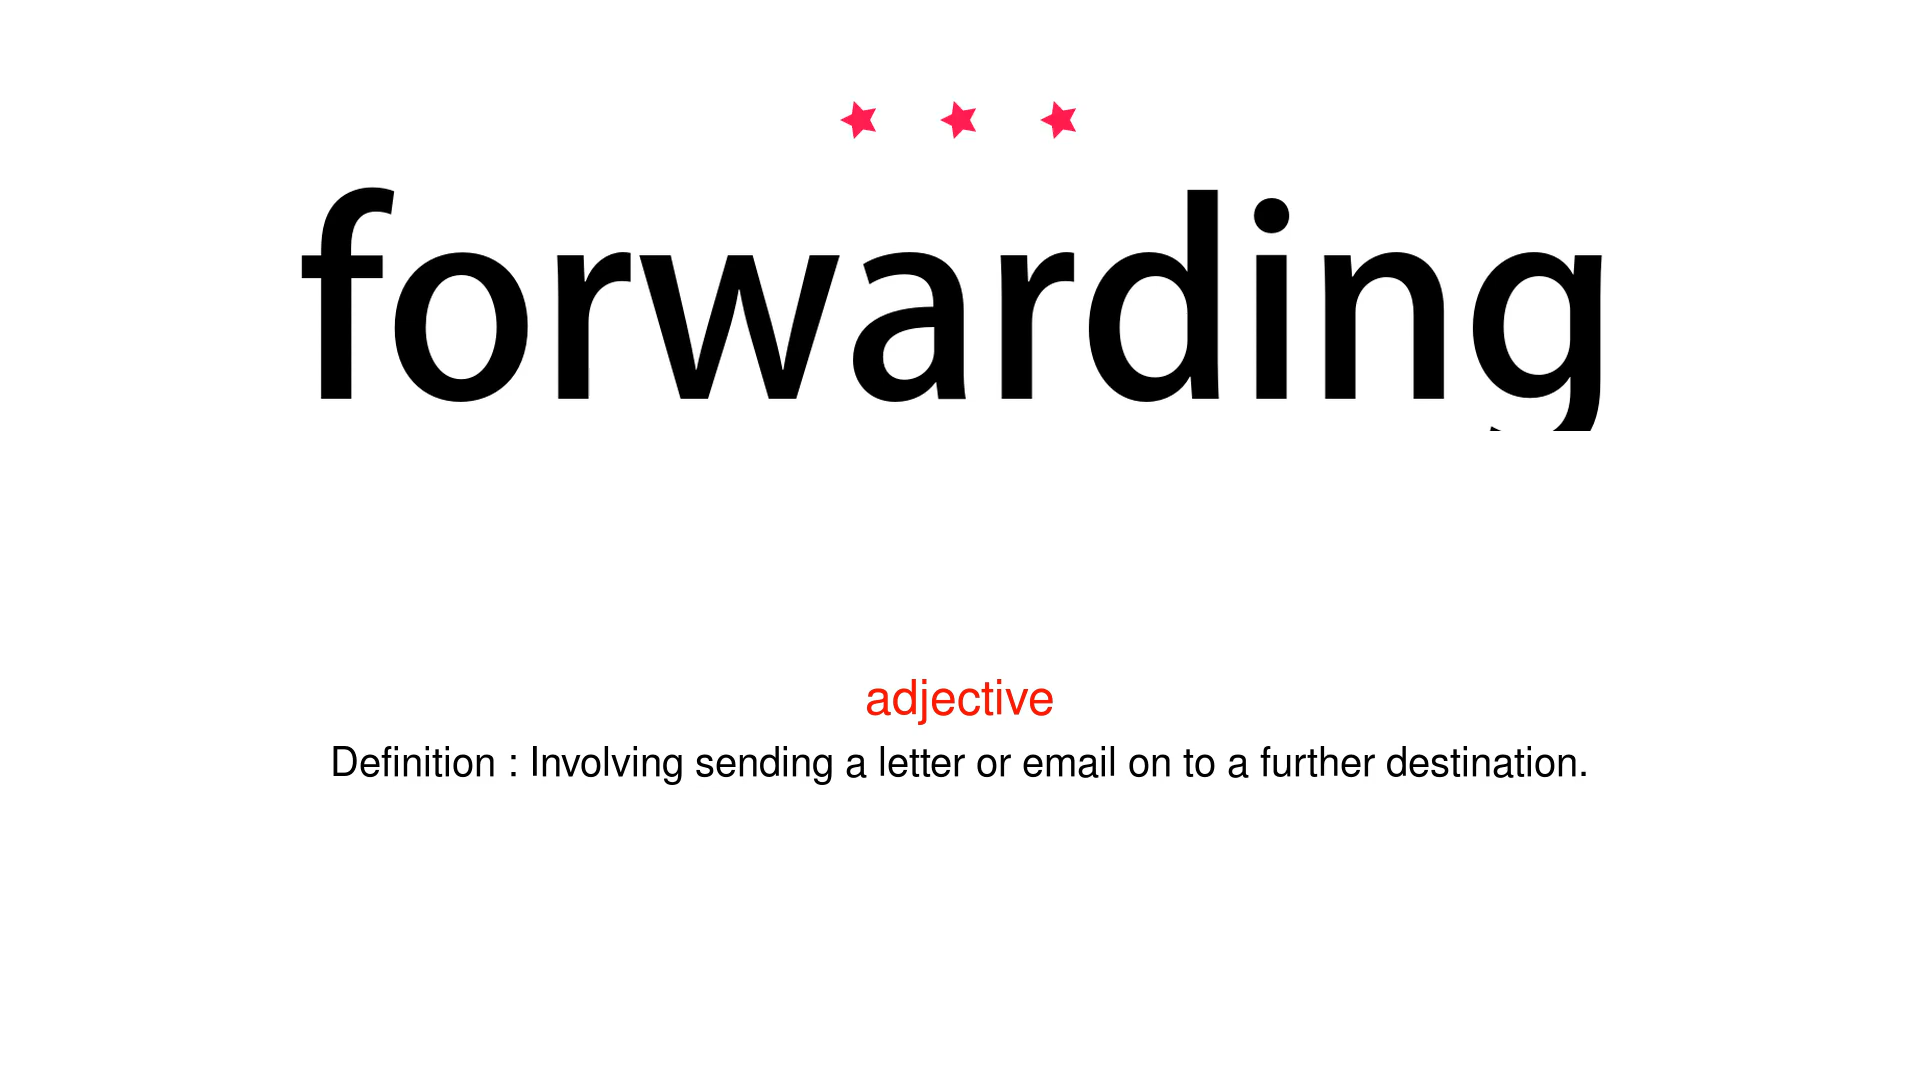 forwarding
adjective
Definition : Involving sending a letter or email on to a further destination.